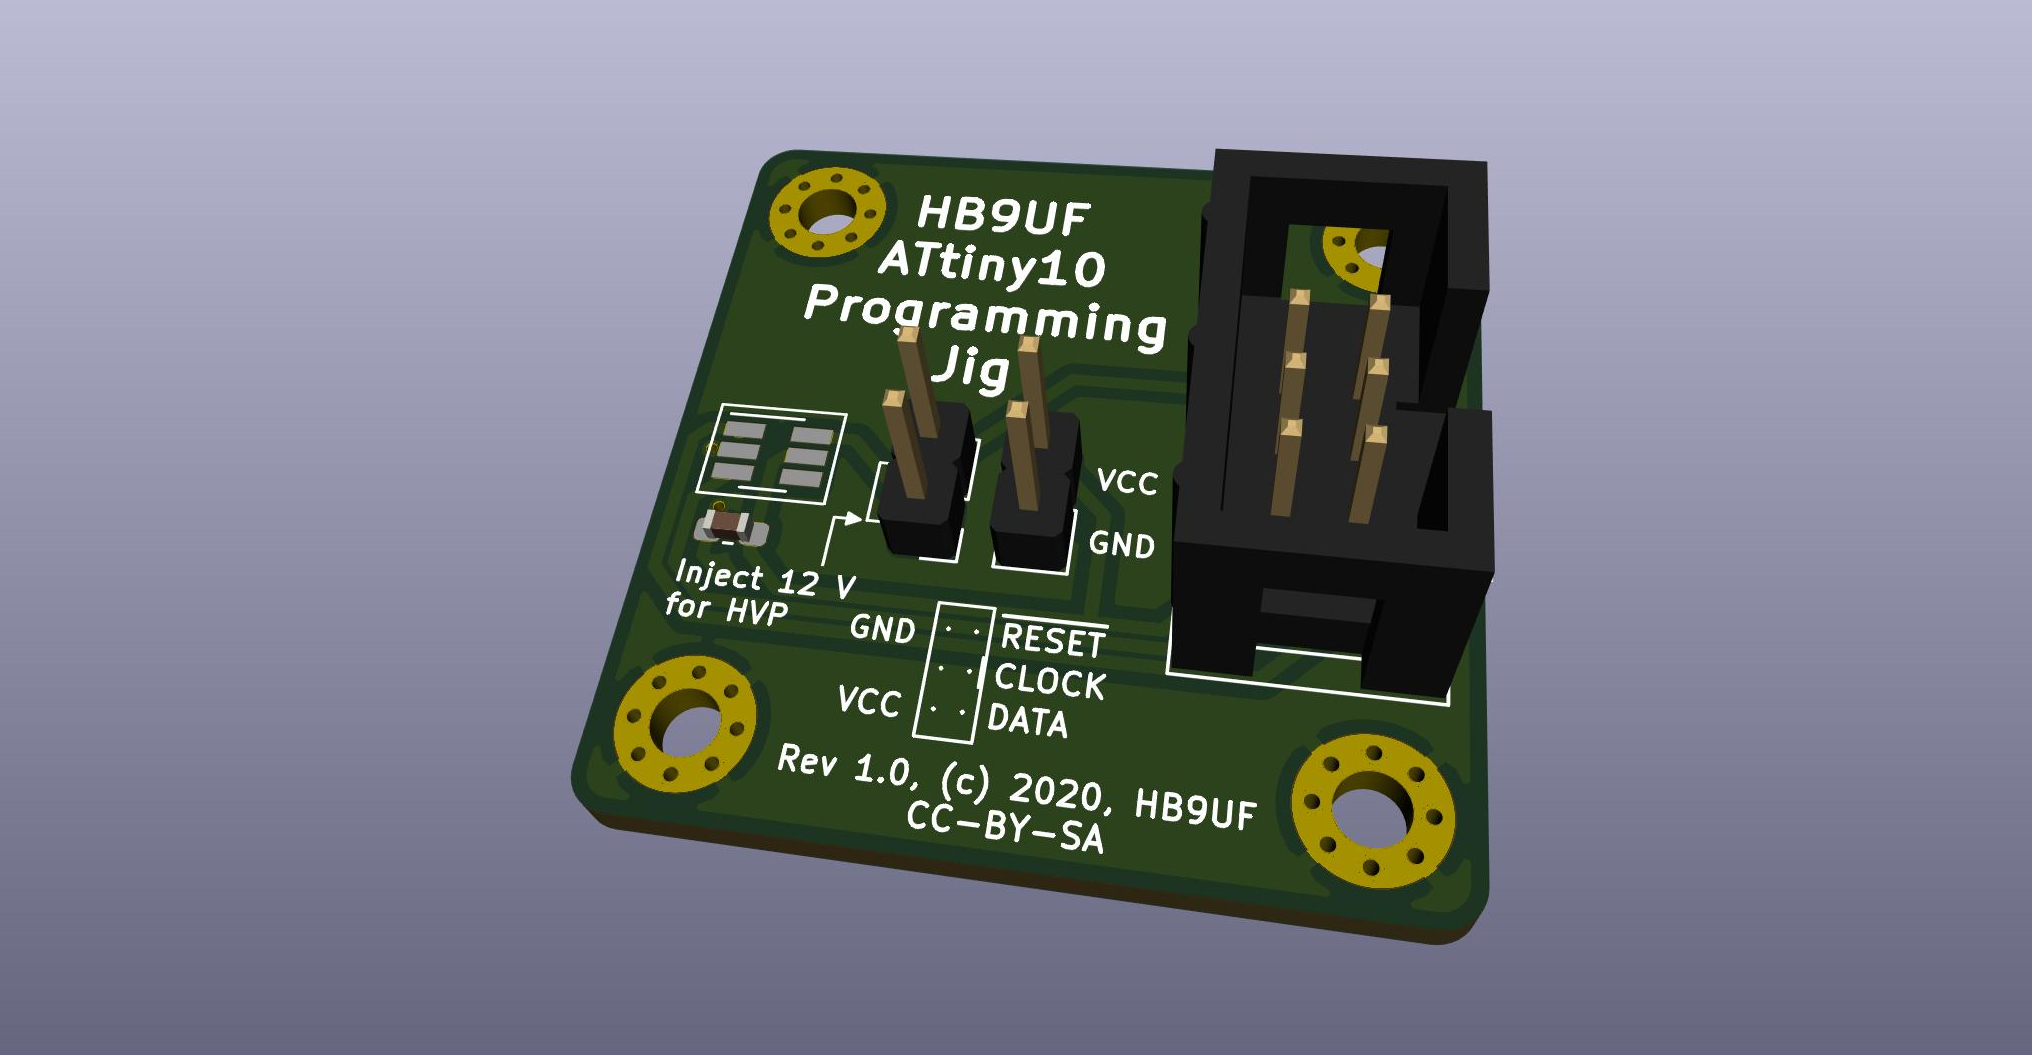 HB9UF
ATtiny10
Programming
Jig
VCC
GND
Inject 12 V
for HVP
GND
RESET
CLOCK
VCC
DATA
Rev 1.0, (c) 2020, HB9UF
CC-BY-SA